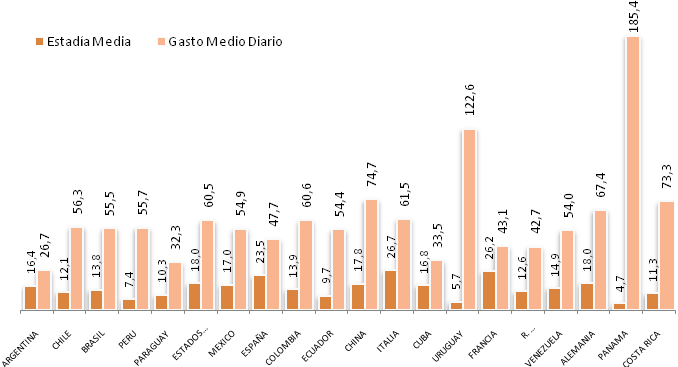 Estadía Media
Gasto Medio Diario
16,4
26,7
12,1
56,3
13,8
55,5
7,4
55,7
10,3
32,3
18,0
60,5
17,0
54,9
23,5
47,7
13,9
60,6
9,7
54,4
17,8
74,7
26,7
61,5
16,8
33,5
5,7
122,6
26,2
43,1
12,6
42,7
14,9
54,0
18,0
67,4
4,7
185,4
11,3
73,3
ARGENTINA
CHILE
BRASIL
PERU
PARAGUAY
ESTADOS...
MEXICO
ESPAÑA
COLOMBIA
ECUADOR
CHINA
ITALIA
CUBA
URUGUAY
FRANCIA
R. ...
VENEZUELA
ALEMANIA
PANAMA
COSTA RICA